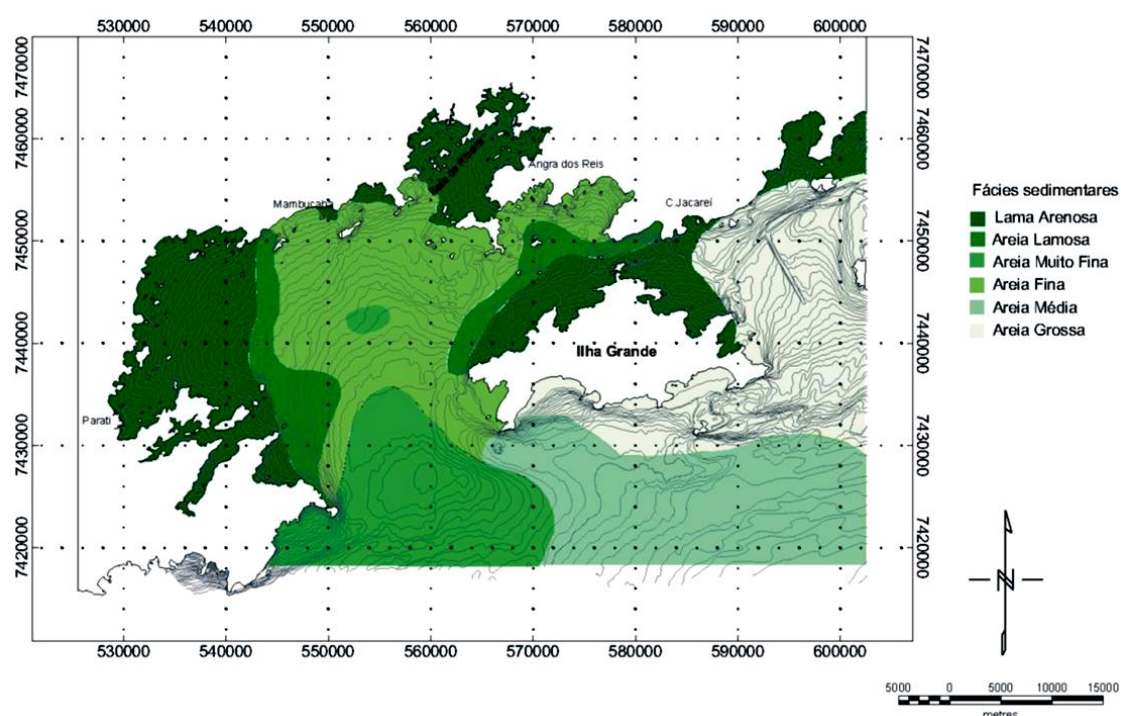 530000 540000 550000 560000 570000 580000 590000 600000
7470000
7460000
7450000
7440000
7430000
7420000
7470000
7460000
7450000
7440000
7430000
7420000
Angra dos Reis
Mambucaba
C.Jacareí
Ilha Grande
Parati
530000 540000 550000 560000 570000 580000 590000 600000
Fácies sedimentares
Lama Arenosa
Areia Lamosa
Areia Muito Fina
Areia Fina
Areia Média
Areia Grossa
N
5000 0 5000 10000 15000
metres